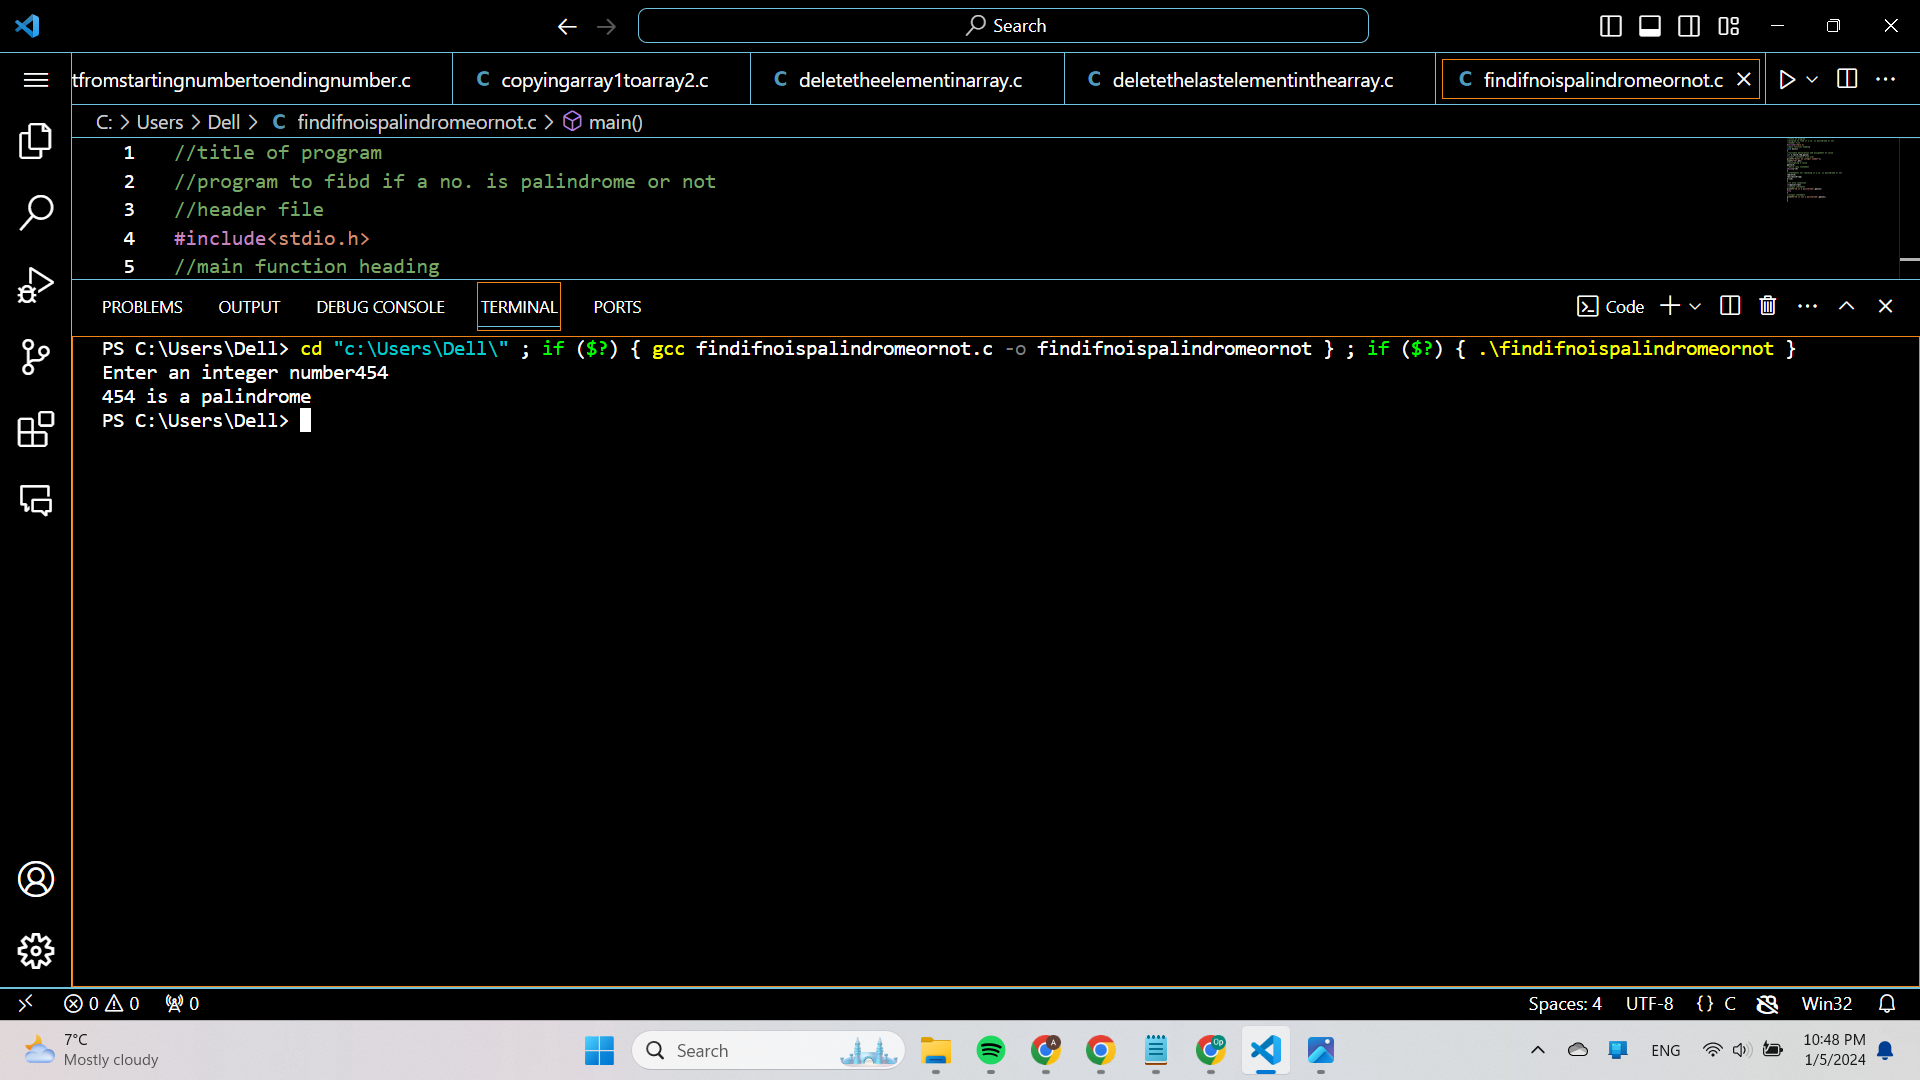 Search
tfromstartingnumbertoendingnumber.c
C copyingarray1toarray2.c
C deletetheelementinarray.c
C deletethelastelementinthearray.c
C findifnoispalindromeornot.c
C: > Users > Dell > C findifnoispalindromeornot.c > main()
1 //title of program
2 //program to fibd if a no. is palindrome or not
3 //header file
4 #include<stdio.h>
5 //main function heading
PROBLEMS OUTPUT DEBUG CONSOLE TERMINAL PORTS
Code
PS C:\Users\Dell> cd "c:\Users\Dell\" ; if ($?) { gcc findifnoispalindromeornot.c -o findifnoispalindromeornot } ; if ($?) { .\findifnoispalindromeornot }
Enter an integer number454
454 is a palindrome
PS C:\Users\Dell>
0 0 0
Spaces: 4 UTF-8 {} C Win32
7°C
Mostly cloudy
Search
A
Op
ENG
10:48 PM
1/5/2024